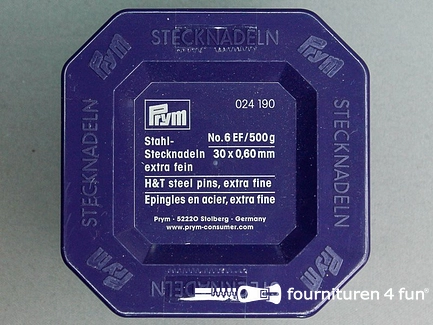 STECKNADELN
Prym
Prym
STECKNADELN
STECKNADELN
Prym
024 190
Stahl- No. 6 EF/500g
Stecknadeln 30 x 0,60 mm
extra fein
H&T steel pins, extra fine
Epingles en acier, extra fine
Prym · 52220 Stolberg · Germany
www.prym-consumer.com
Prym
STECKNADELN
fournituren 4 fun®